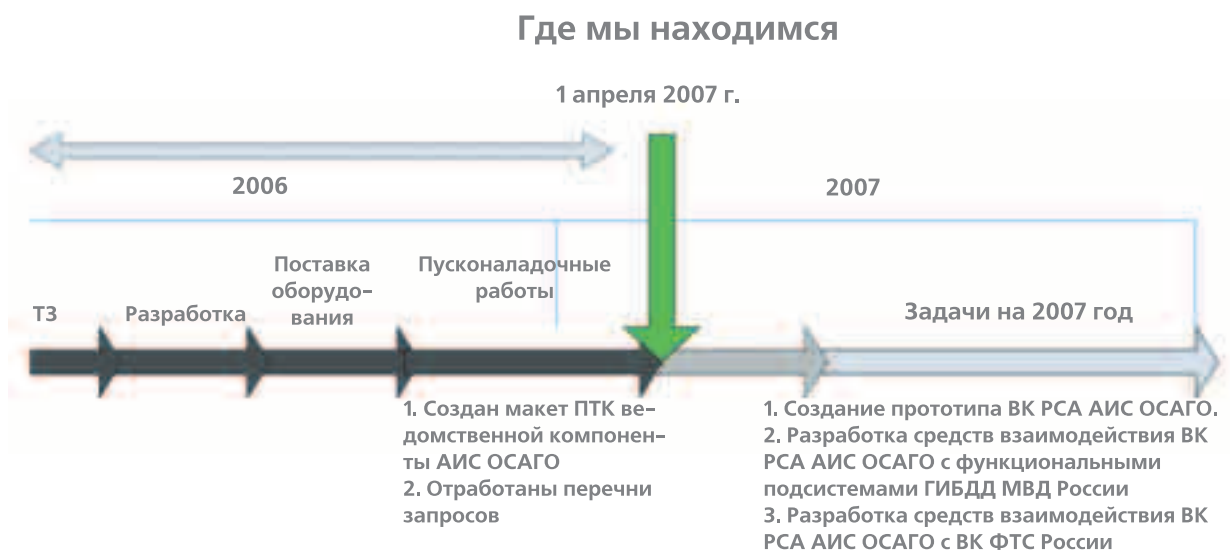 Где мы находимся
1 апреля 2007 г.
2006
2007
ТЗ
Разработка
Поставка
оборудо-
вания
Пусконаладочные
работы
Задачи на 2007 год
1. Создан макет ПТК ве-
домственной компонен-
ты АИС ОСАГО
2. Отработаны перечни
запросов
1. Создание прототипа ВК РСА АИС ОСАГО.
2. Разработка средств взаимодействия ВК
РСА АИС ОСАГО с функциональными
подсистемами ГИБДД МВД России
3. Разработка средств взаимодействия ВК
РСА АИС ОСАГО с ВК ФТС России